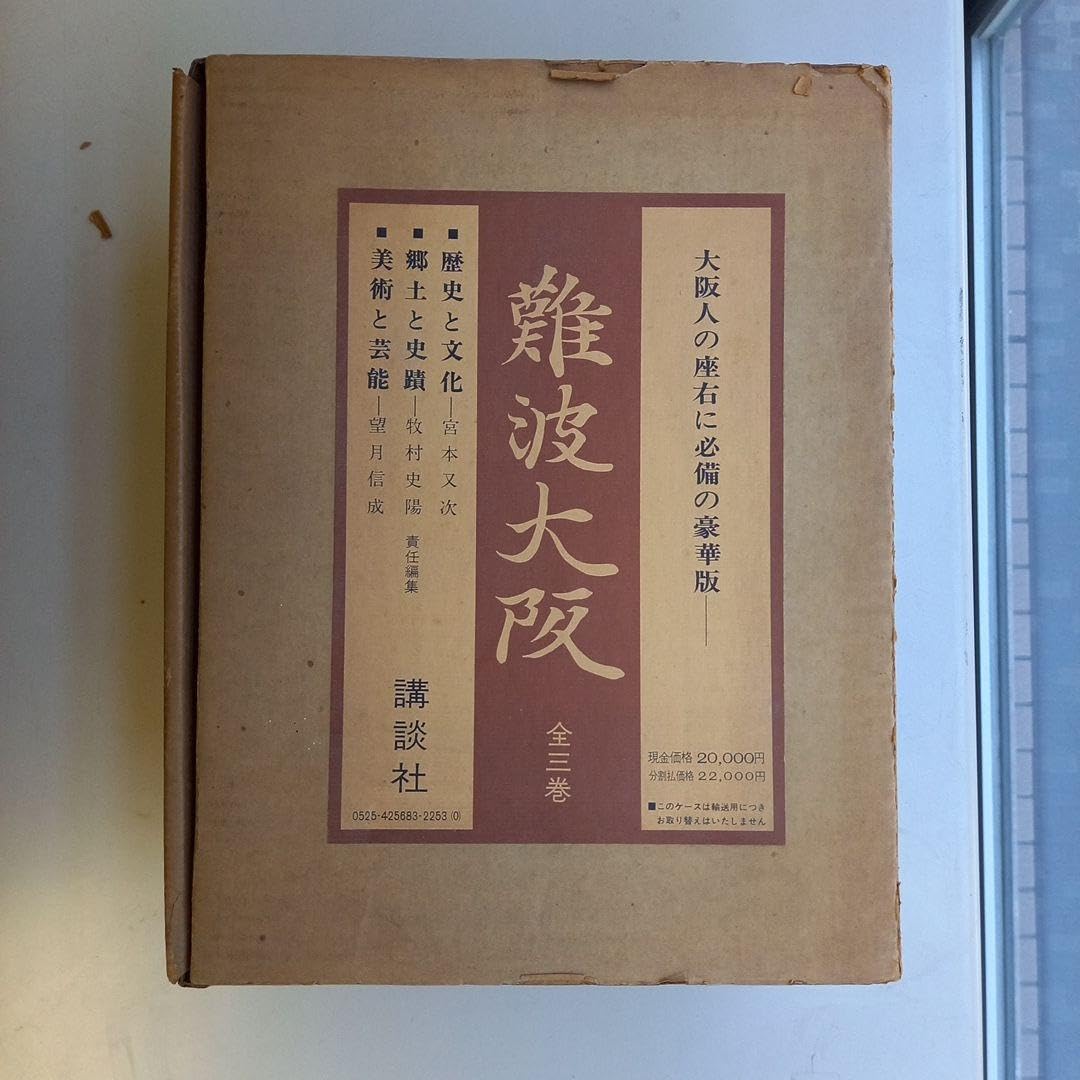 大阪人の座右に必備の豪華版――
現金価格 20,000円
分割払価格 22,000円
■このケースは輸送用につき
お取り替えはいたしません
難波大阪
全三巻
■歴史と文化―宮本又次
■郷土と史蹟―牧村史陽 責任編集
■美術と芸能―望月信成
講談社
0525-425683-2253(0)